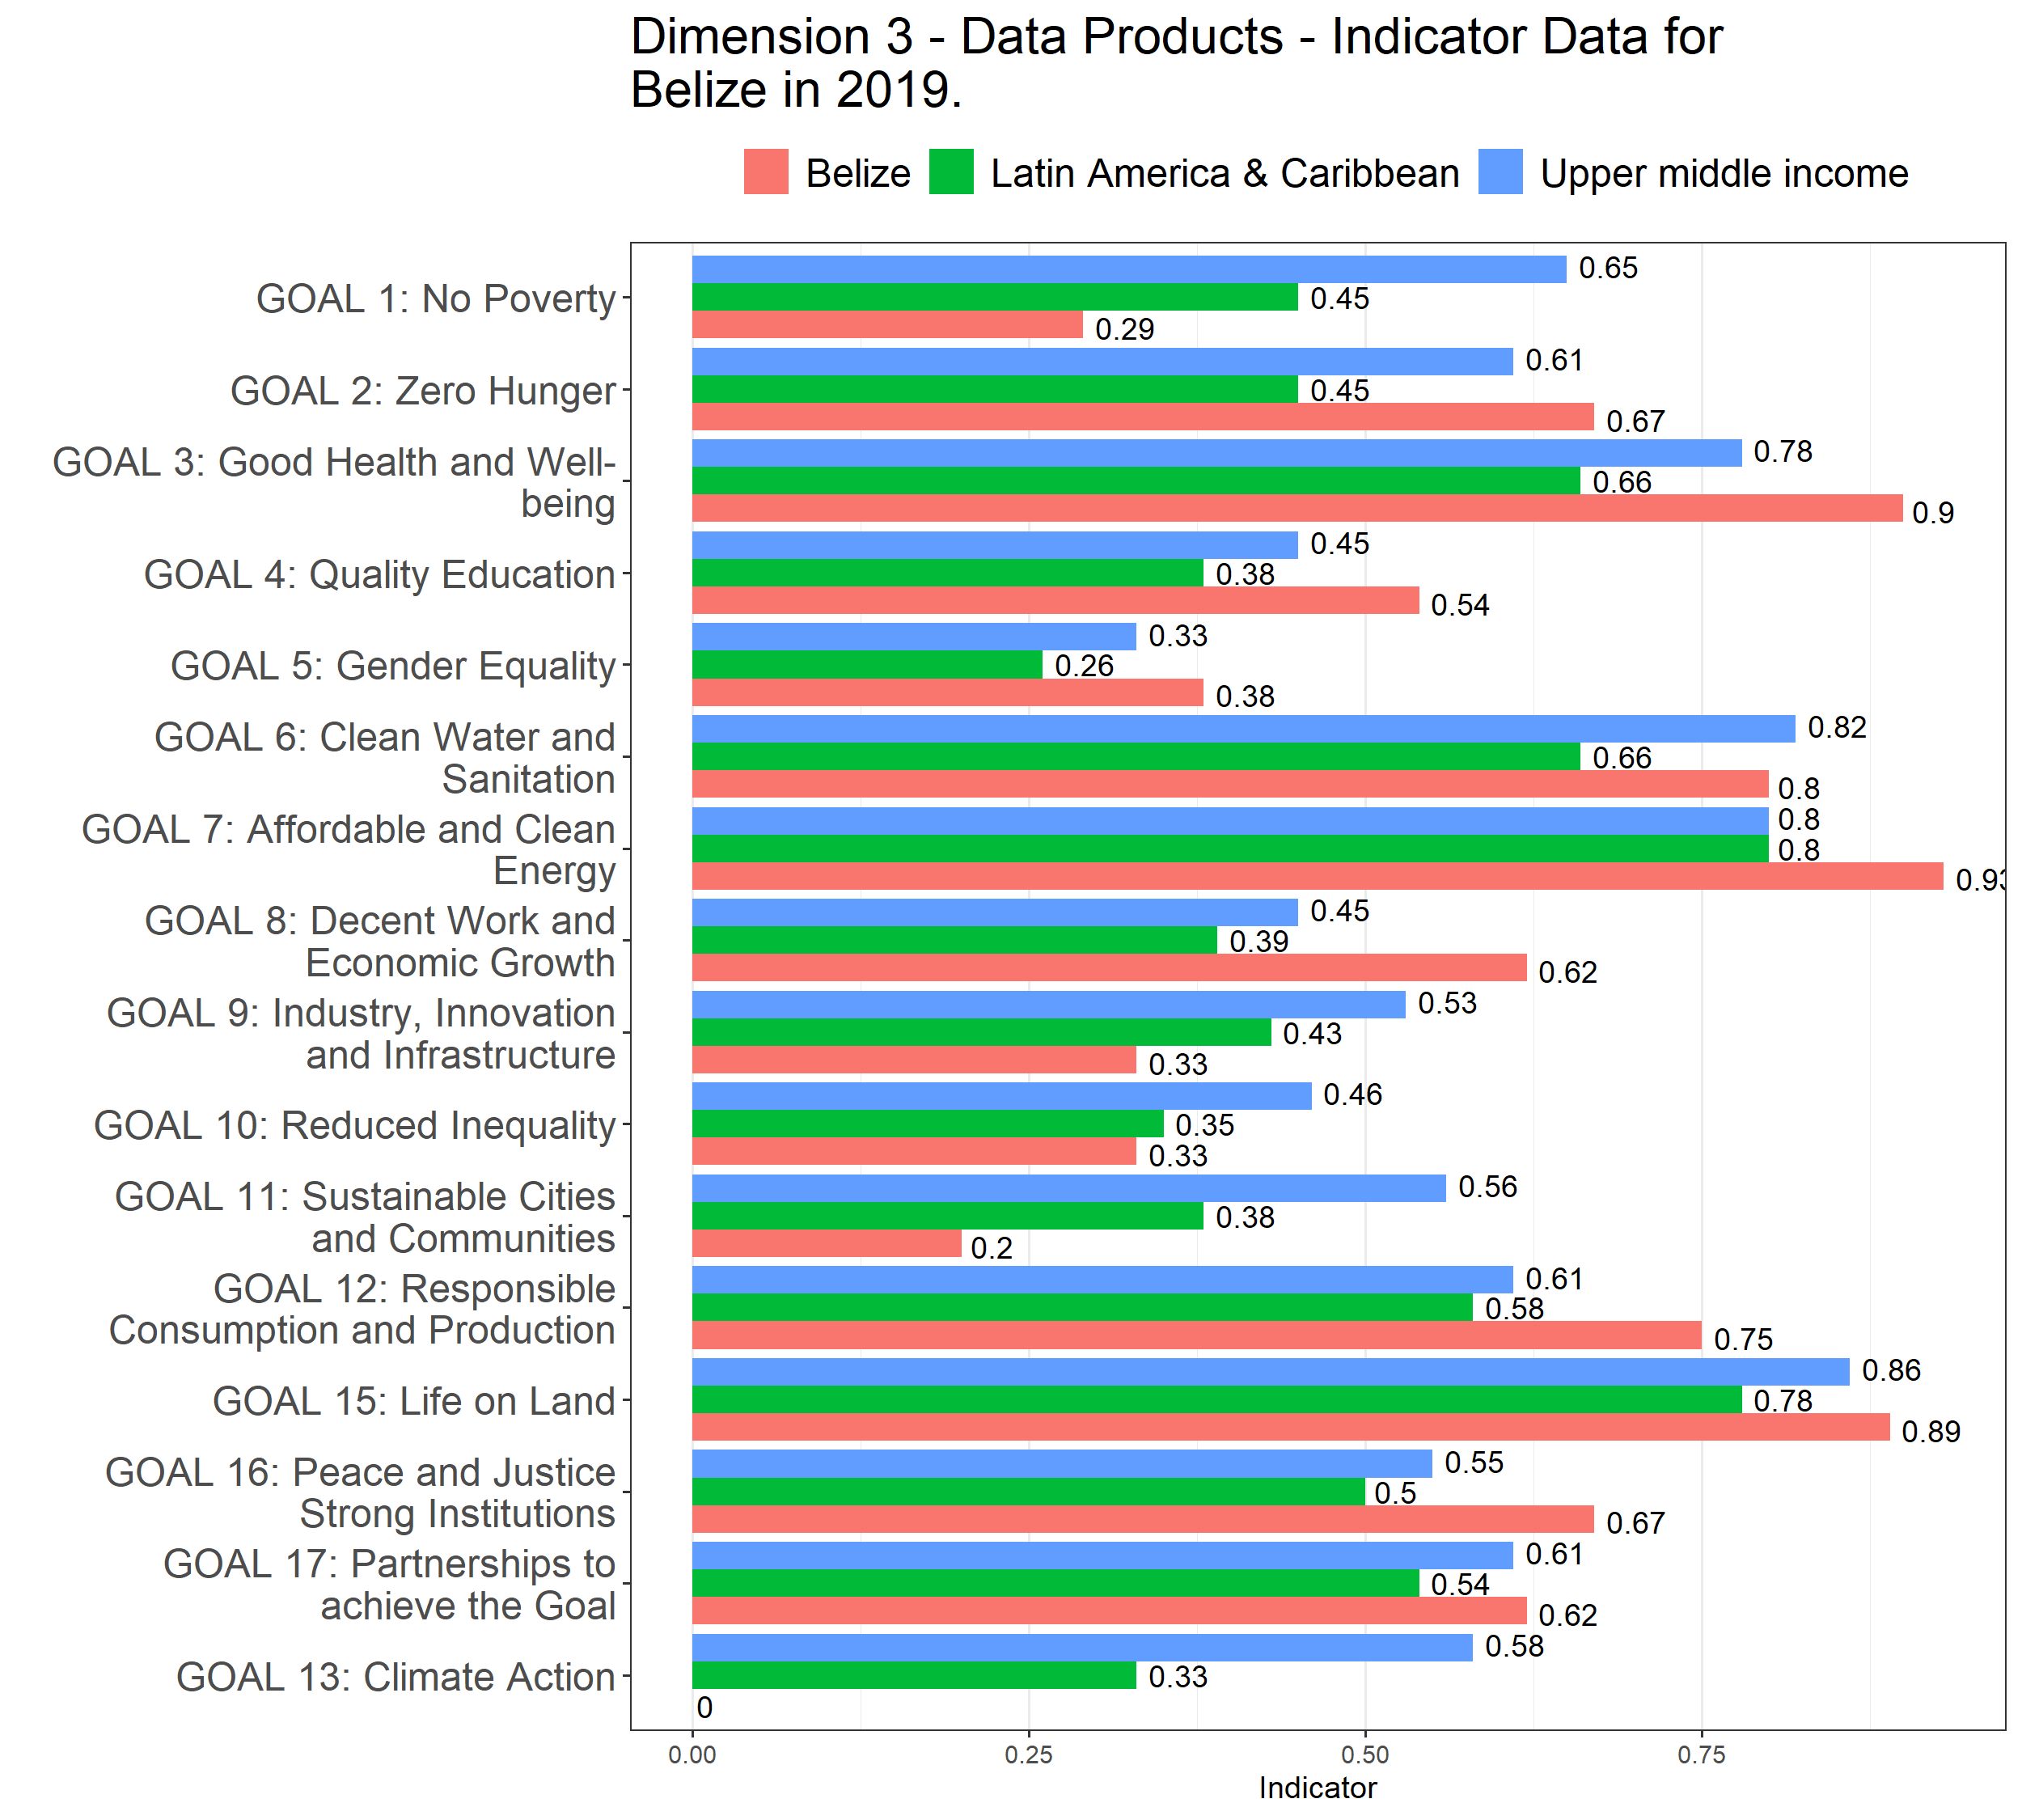 Dimension 3 - Data Products - Indicator Data for
Belize in 2019.
Belize
Latin America & Caribbean
Upper middle income
GOAL 1: No Poverty
0.65
0.45
0.29
GOAL 2: Zero Hunger
0.61
0.45
0.67
GOAL 3: Good Health and Well-
being
0.78
0.66
0.9
GOAL 4: Quality Education
0.45
0.38
0.54
GOAL 5: Gender Equality
0.33
0.26
0.38
GOAL 6: Clean Water and
Sanitation
0.82
0.66
0.8
GOAL 7: Affordable and Clean
Energy
0.8
0.8
0.93
GOAL 8: Decent Work and
Economic Growth
0.45
0.39
0.62
GOAL 9: Industry, Innovation
and Infrastructure
0.53
0.43
0.33
GOAL 10: Reduced Inequality
0.46
0.35
0.33
GOAL 11: Sustainable Cities
and Communities
0.56
0.38
0.2
GOAL 12: Responsible
Consumption and Production
0.61
0.58
0.75
GOAL 15: Life on Land
0.86
0.78
0.89
GOAL 16: Peace and Justice
Strong Institutions
0.55
0.5
0.67
GOAL 17: Partnerships to
achieve the Goal
0.61
0.54
0.62
GOAL 13: Climate Action
0.58
0.33
0
0.00 0.25 0.50 0.75
Indicator